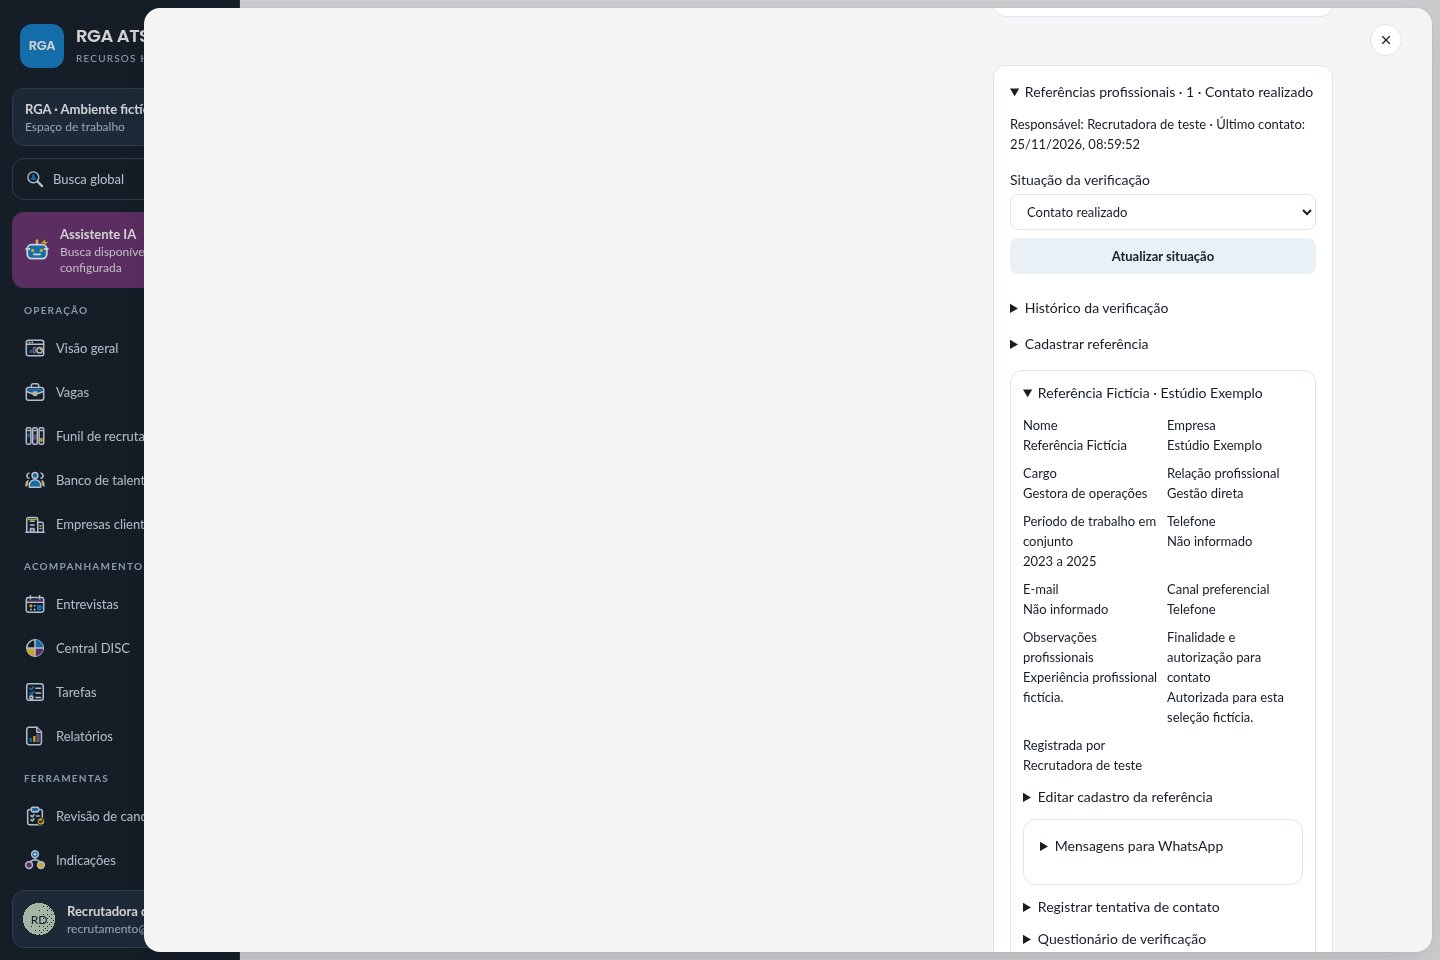 RGA
RGA ATS
RECURSOS
RGA · Ambiente
Espaço de trabalho
Busca global
Assistente IA
Busca
configurada
OPERAÇÃO
Visão geral
Vagas
Funil de
Banco de
Empresas
ACOMPANHAMENTO
Entrevistas
Central DISC
Tarefas
Relatórios
FERRAMENTAS
Revisão de
Indicações
RD
Recrutadora
recrutamento@
×
▼ Referências profissionais · 1 · Contato realizado
Responsável: Recrutadora de teste · Último contato:
25/11/2026, 08:59:52
Situação da verificação
Contato realizado
Atualizar situação
▶ Histórico da verificação
▶ Cadastrar referência
▼ Referência Fictícia · Estúdio Exemplo
Nome
Referência Fictícia
Empresa
Estúdio Exemplo
Cargo
Gestora de operações
Relação profissional
Gestão direta
Período de trabalho em
conjunto
2023 a 2025
Telefone
Não informado
E-mail
Não informado
Canal preferencial
Telefone
Observações
profissionais
Experiência profissional
fictícia.
Finalidade e
autorização para
contato
Autorizada para esta
seleção fictícia.
Registrada por
Recrutadora de teste
▶ Editar cadastro da referência
▶ Mensagens para WhatsApp
▶ Registrar tentativa de contato
▶ Questionário de verificação